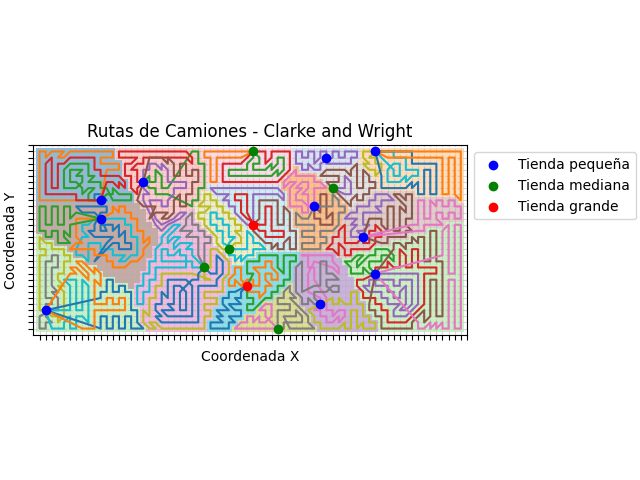 Rutas de Camiones - Clarke and Wright
Tienda pequeña
Tienda mediana
Tienda grande
Coordenada Y
Coordenada X